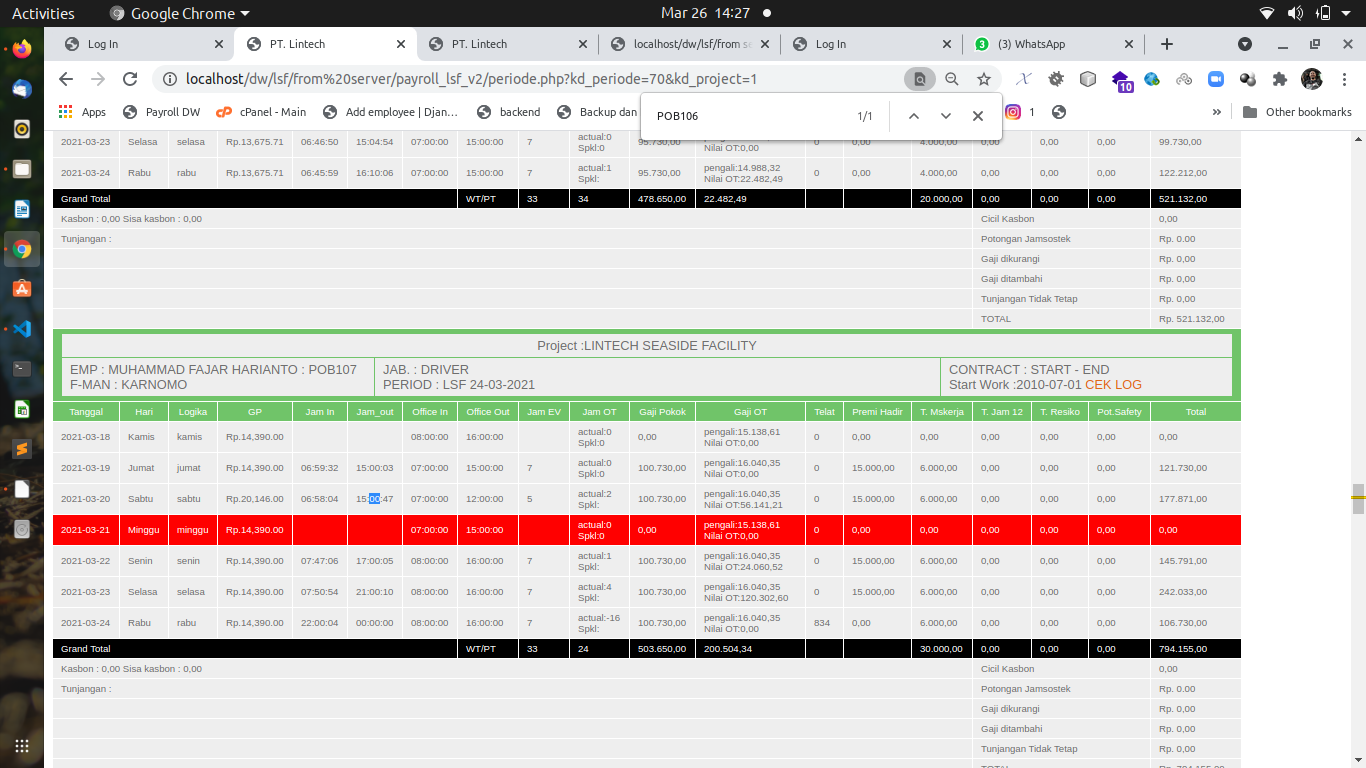 Activities Google Chrome Mar 26 14:27
Log In PT. Lintech PT. Lintech localhost/dw/lsf/from se Log In (3) WhatsApp
localhost/dw/lsf/from%20server/payroll_lsf_v2/periode.php?kd_periode=70&kd_project=1 10
Apps Payroll DW cPanel - Main Add employee | Djan… backend Backup dan 1 » Other bookmarks
POB106 1/1
2021-03-23 Selasa selasa Rp.13,675.71 06:46:50 15:04:54 07:00:00 15:00:00 7 actual:0 Spkl:0 95.730,00 Nilai OT:0,00 0 0,00 4.000,00 0,00 0,00 0,00 99.730,00
2021-03-24 Rabu rabu Rp.13,675.71 06:45:59 16:10:06 07:00:00 15:00:00 7 actual:1 Spkl: 95.730,00 pengali:14.988,32 Nilai OT:22.482,49 0 0,00 4.000,00 0,00 0,00 0,00 122.212,00
Grand Total WT/PT 33 34 478.650,00 22.482,49 20.000,00 0,00 0,00 0,00 521.132,00
Kasbon : 0,00 Sisa kasbon : 0,00 Cicil Kasbon 0,00
Tunjangan : Potongan Jamsostek Rp. 0.00
Gaji dikurangi Rp. 0,00
Gaji ditambahi Rp. 0,00
Tunjangan Tidak Tetap Rp. 0,00
TOTAL Rp. 521.132,00
Project :LINTECH SEASIDE FACILITY
EMP : MUHAMMAD FAJAR HARIANTO : POB107 JAB. : DRIVER CONTRACT : START - END
F-MAN : KARNOMO PERIOD : LSF 24-03-2021 Start Work :2010-07-01 CEK LOG
Tanggal Hari Logika GP Jam In Jam_out Office In Office Out Jam EV Jam OT Gaji Pokok Gaji OT Telat Premi Hadir T. Mskerja T. Jam 12 T. Resiko Pot.Safety Total
2021-03-18 Kamis kamis Rp.14,390.00 08:00:00 16:00:00 actual:0 Spkl:0 0,00 pengali:15.138,61 Nilai OT:0,00 0 0,00 0,00 0,00 0,00 0,00 0,00
2021-03-19 Jumat jumat Rp.14,390.00 06:59:32 15:00:03 07:00:00 15:00:00 7 actual:0 Spkl:0 100.730,00 pengali:16.040,35 Nilai OT:0,00 0 15.000,00 6.000,00 0,00 0,00 0,00 121.730,00
2021-03-20 Sabtu sabtu Rp.20,146.00 06:58:04 15:00:47 07:00:00 12:00:00 5 actual:2 Spkl: 100.730,00 pengali:16.040,35 Nilai OT:56.141,21 0 15.000,00 6.000,00 0,00 0,00 0,00 177.871,00
2021-03-21 Minggu minggu Rp.14,390.00 07:00:00 15:00:00 actual:0 Spkl:0 0,00 pengali:15.138,61 Nilai OT:0,00 0 0,00 0,00 0,00 0,00 0,00 0,00
2021-03-22 Senin senin Rp.14,390.00 07:47:06 17:00:05 08:00:00 16:00:00 7 actual:1 Spkl: 100.730,00 pengali:16.040,35 Nilai OT:24.060,52 0 15.000,00 6.000,00 0,00 0,00 0,00 145.791,00
2021-03-23 Selasa selasa Rp.14,390.00 07:50:54 21:00:10 08:00:00 16:00:00 7 actual:4 Spkl: 100.730,00 pengali:16.040,35 Nilai OT:120.302,60 0 15.000,00 6.000,00 0,00 0,00 0,00 242.033,00
2021-03-24 Rabu rabu Rp.14,390.00 22:00:04 00:00:00 08:00:00 16:00:00 7 actual:-16 Spkl: 100.730,00 pengali:16.040,35 Nilai OT:0,00 834 0,00 6.000,00 0,00 0,00 0,00 106.730,00
Grand Total WT/PT 33 24 503.650,00 200.504,34 30.000,00 0,00 0,00 0,00 794.155,00
Kasbon : 0,00 Sisa kasbon : 0,00 Cicil Kasbon 0,00
Tunjangan : Potongan Jamsostek Rp. 0.00
Gaji dikurangi Rp. 0,00
Gaji ditambahi Rp. 0,00
Tunjangan Tidak Tetap Rp. 0,00